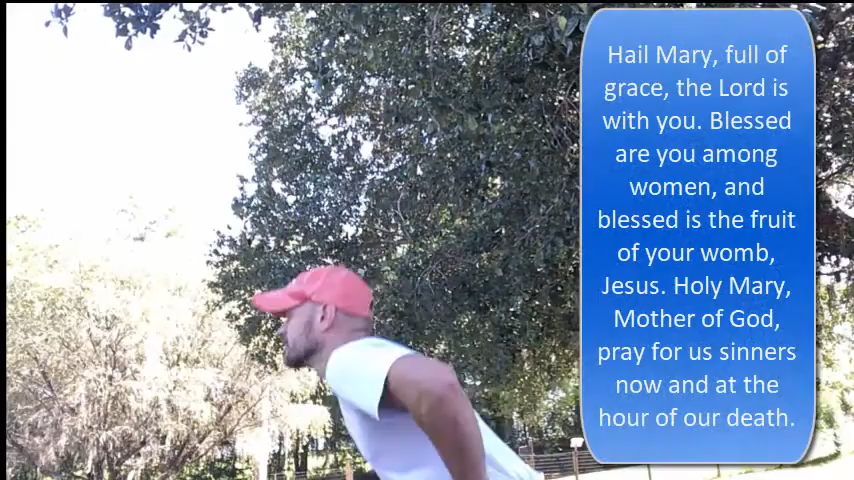 Hail Mary, full of
grace, the Lord is
with you. Blessed
are you among
women, and
blessed is the fruit
of your womb,
Jesus. Holy Mary,
Mother of God,
pray for us sinners
now and at the
hour of our death.